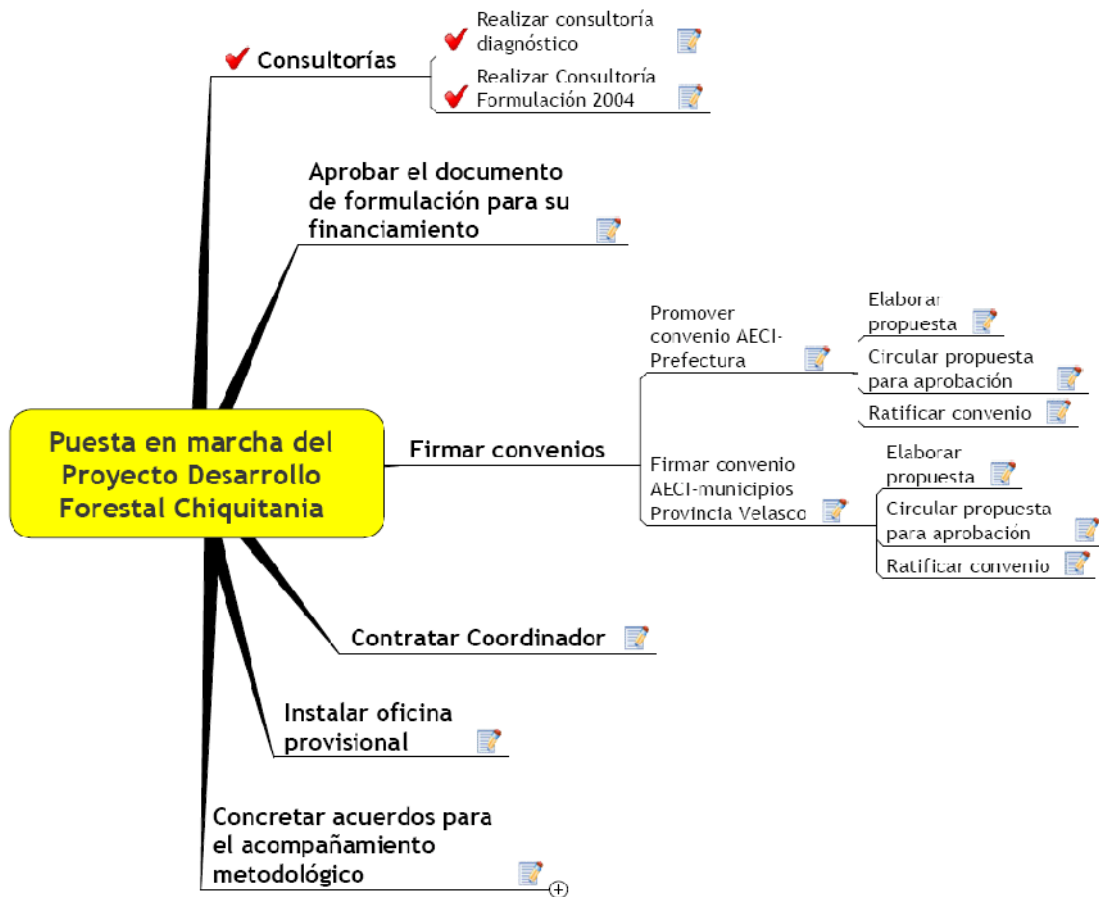 Consultorías
Realizar consultoría
diagnóstico
Realizar Consultoría
Formulación 2004
Aprobar el documento
de formulación para su
financiamiento
Puesta en marcha del
Proyecto Desarrollo
Forestal Chiquitania
Firmar convenios
Promover
convenio AECI-
Prefectura
Elaborar
propuesta
Circular propuesta
para aprobación
Ratificar convenio
Firmar convenio
AECI-municipios
Provincia Velasco
Elaborar
propuesta
Circular propuesta
para aprobación
Ratificar convenio
Contratar Coordinador
Instalar oficina
provisional
Concretar acuerdos para
el acompañamiento
metodológico